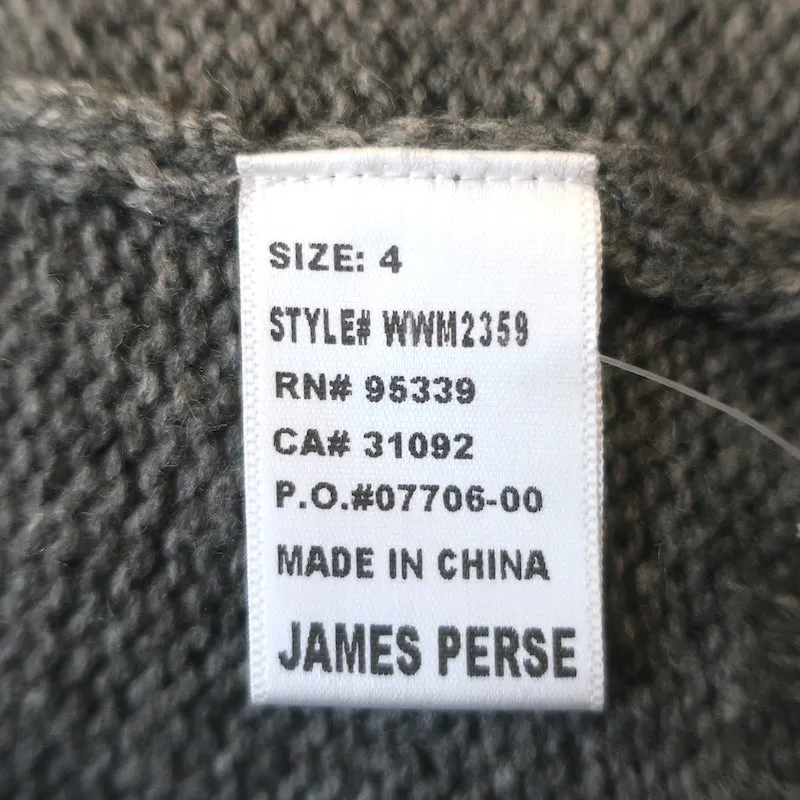 SIZE: 4
STYLE# WWM2359
RN# 95339
CA# 31092
P.O.#07706-00
MADE IN CHINA
JAMES PERSE